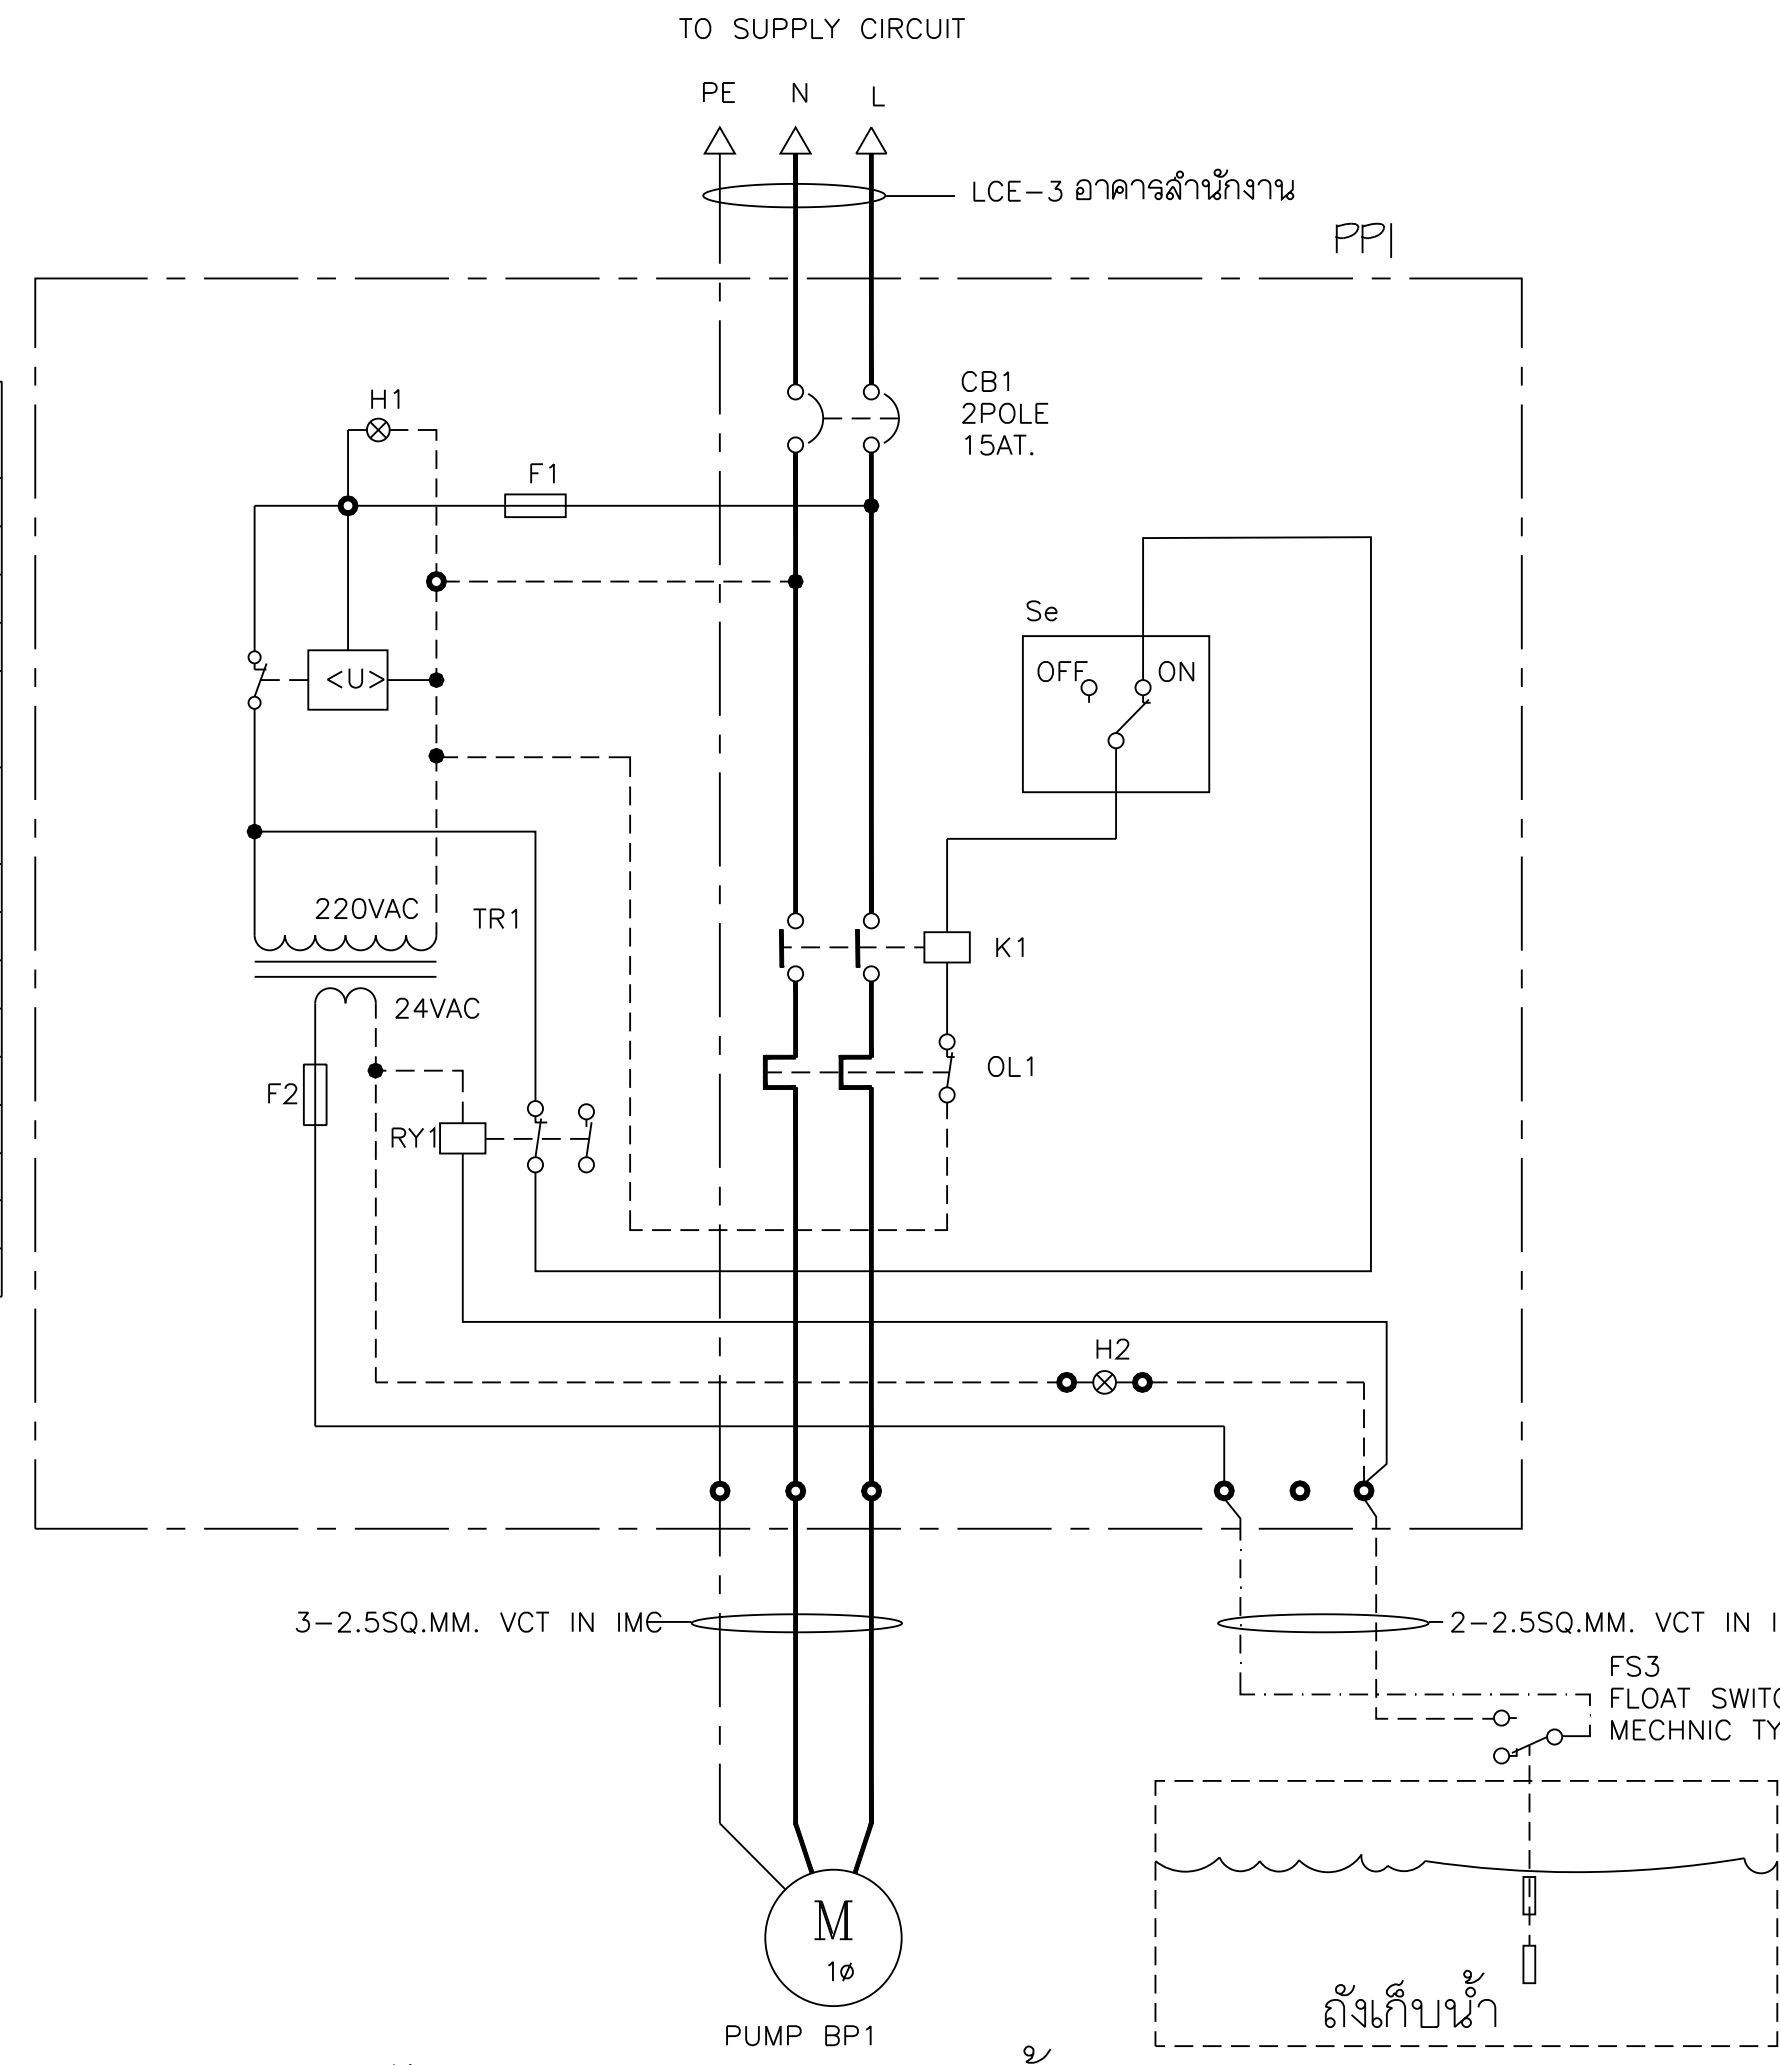 TO SUPPLY CIRCUIT
PE N L
LCE-3 อาคารสำนักงาน
PP1
H1
CB1
2POLE
15AT.
F1
Se
OFF ON
<U>
220VAC
TR1
K1
24VAC
OL1
F2
RY1
H2
3-2.5SQ.MM. VCT IN IMC
2-2.5SQ.MM. VCT IN
FS3
FLOAT
MECHNIC
M
1ø
ถังเก็บน้ำ
PUMP BP1